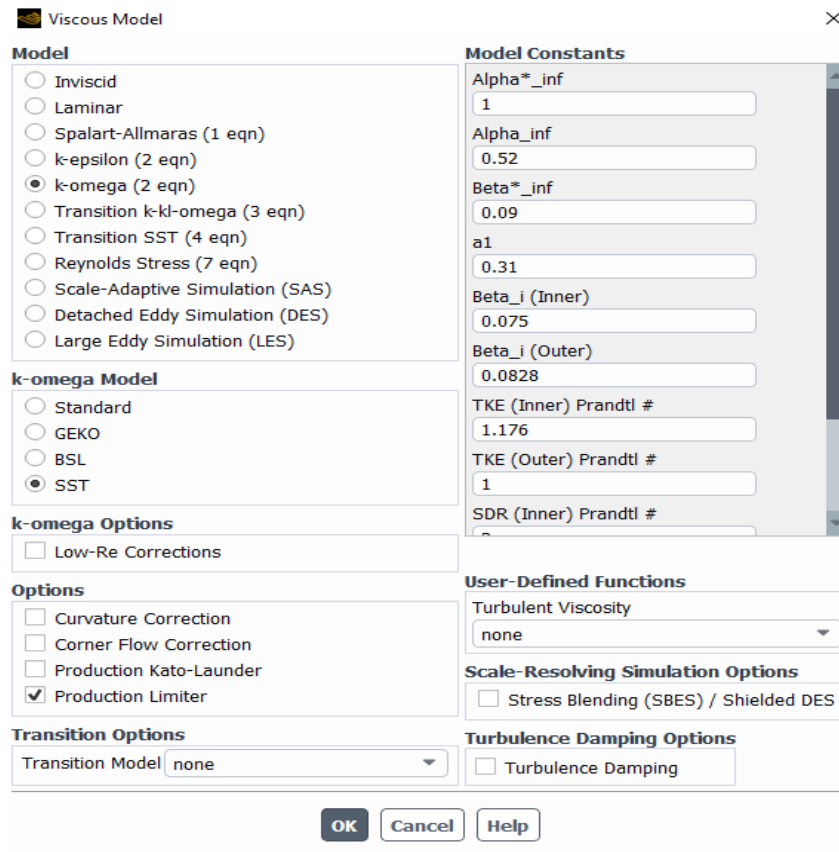 Viscous Model
Model
Inviscid
Laminar
Spalart-Allmaras (1 eqn)
k-epsilon (2 eqn)
k-omega (2 eqn)
Transition k-kl-omega (3 eqn)
Transition SST (4 eqn)
Reynolds Stress (7 eqn)
Scale-Adaptive Simulation (SAS)
Detached Eddy Simulation (DES)
Large Eddy Simulation (LES)
k-omega Model
Standard
GEKO
BSL
SST
k-omega Options
Low-Re Corrections
Options
Curvature Correction
Corner Flow Correction
Production Kato-Launder
Production Limiter
Transition Options
Transition Model none
Model Constants
Alpha*_inf
1
Alpha_inf
0.52
Beta*_inf
0.09
a1
0.31
Beta_i (Inner)
0.075
Beta_i (Outer)
0.0828
TKE (Inner) Prandtl #
1.176
TKE (Outer) Prandtl #
1
SDR (Inner) Prandtl #
User-Defined Functions
Turbulent Viscosity
none
Scale-Resolving Simulation Options
Stress Blending (SBES) / Shielded DES
Turbulence Damping Options
Turbulence Damping
OK Cancel Help